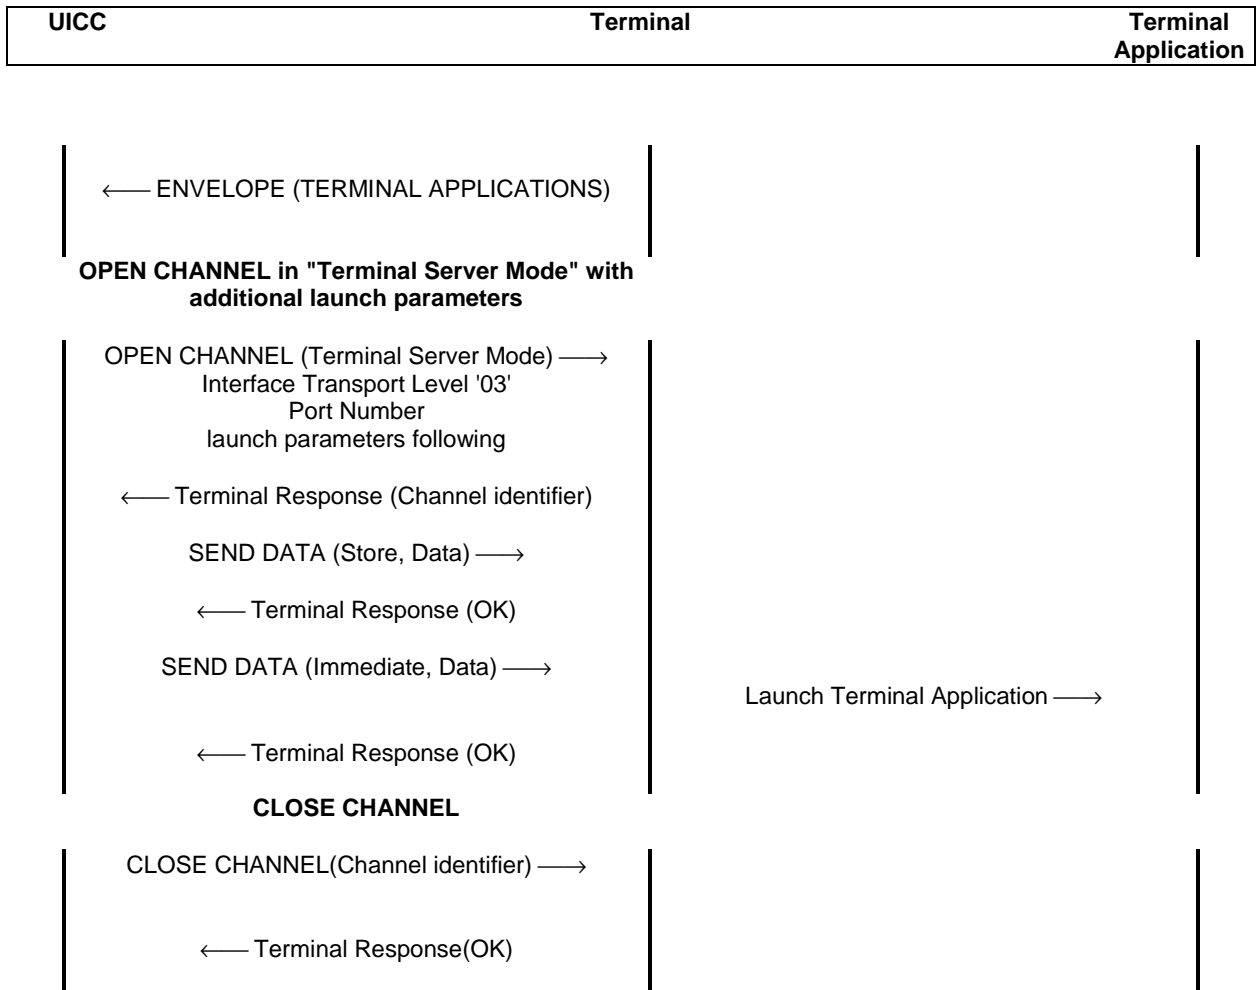 UICC Terminal Terminal
Application
← ENVELOPE (TERMINAL APPLICATIONS)
OPEN CHANNEL in "Terminal Server Mode" with
additional launch parameters
OPEN CHANNEL (Terminal Server Mode) →
Interface Transport Level '03'
Port Number
launch parameters following
← Terminal Response (Channel identifier)
SEND DATA (Store, Data) →
← Terminal Response (OK)
SEND DATA (Immediate, Data) →
Launch Terminal Application →
← Terminal Response (OK)
CLOSE CHANNEL
CLOSE CHANNEL(Channel identifier) →
← Terminal Response(OK)